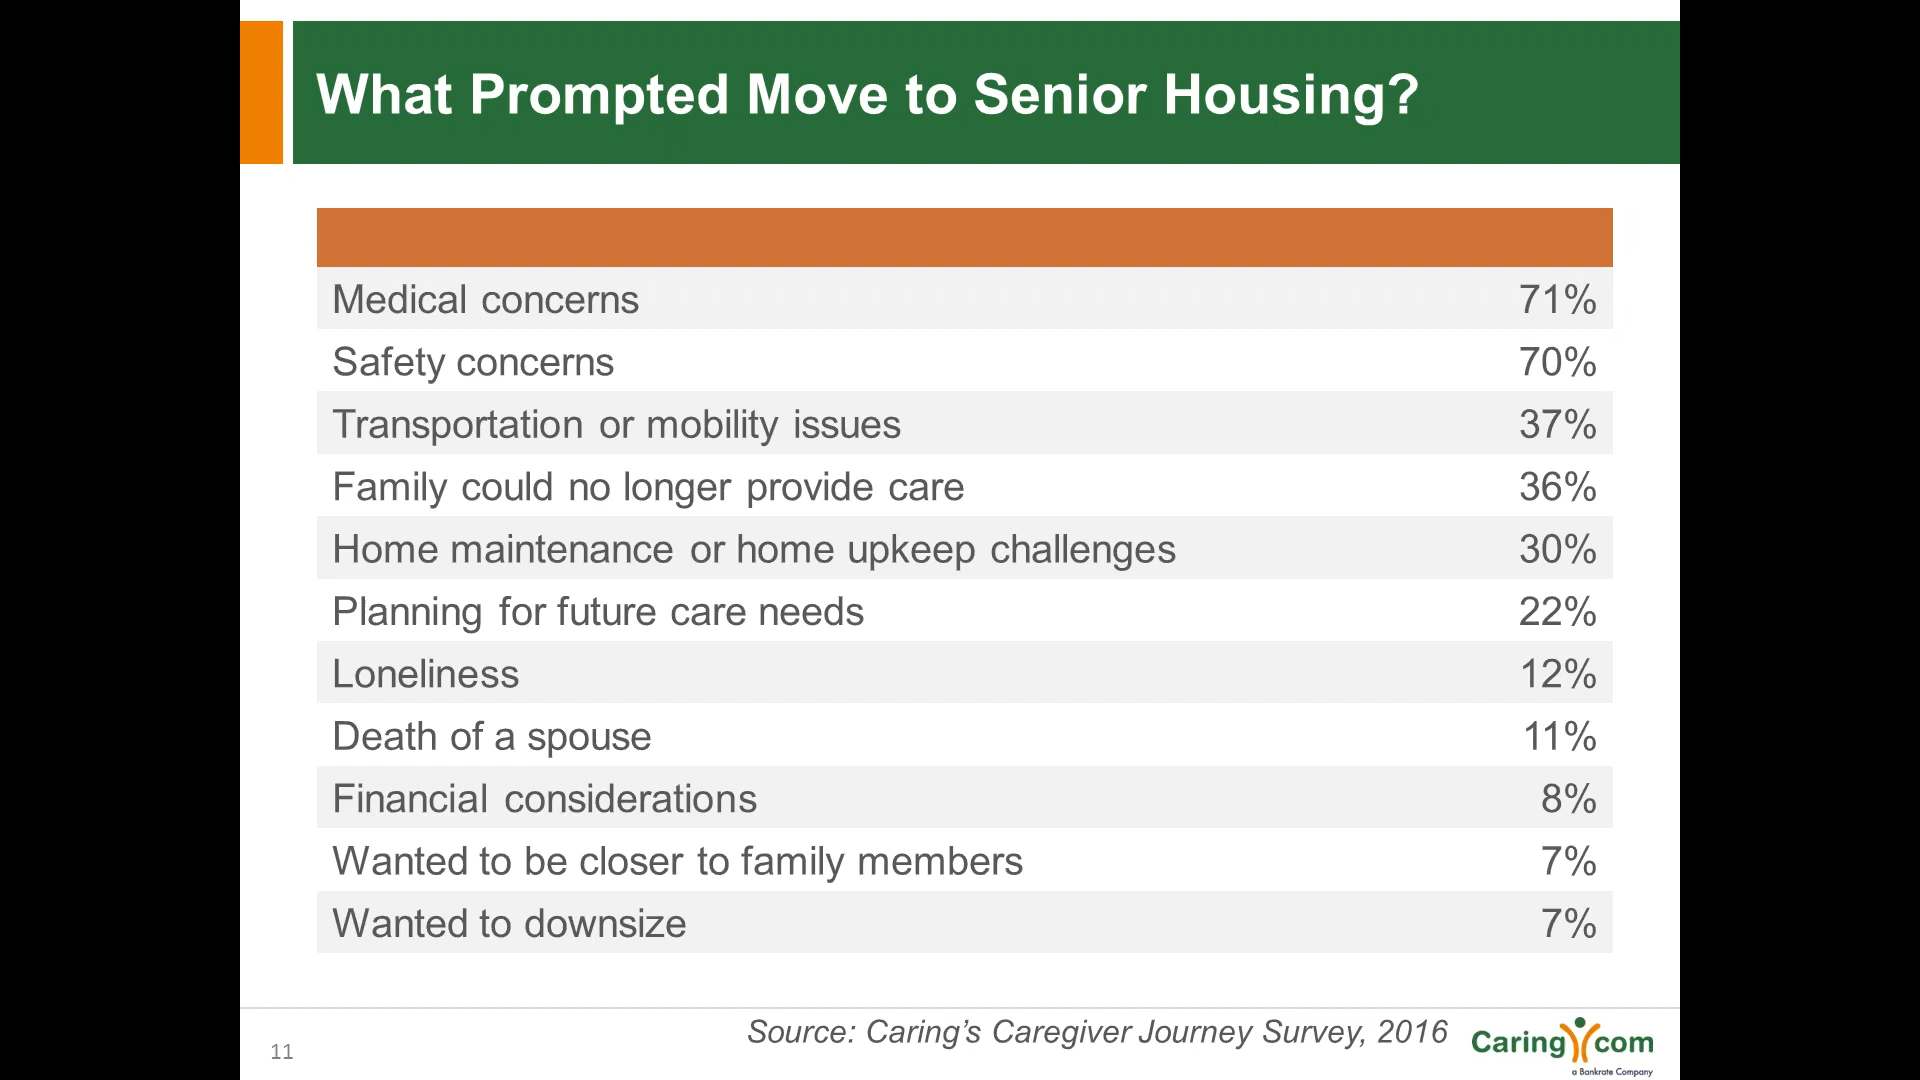 What Prompted Move to Senior Housing?
Medical concerns 71%
Safety concerns 70%
Transportation or mobility issues 37%
Family could no longer provide care 36%
Home maintenance or home upkeep challenges 30%
Planning for future care needs 22%
Loneliness 12%
Death of a spouse 11%
Financial considerations 8%
Wanted to be closer to family members 7%
Wanted to downsize 7%
Source: Caring’s Caregiver Journey Survey, 2016
Caring com
a Bankrate Company
11